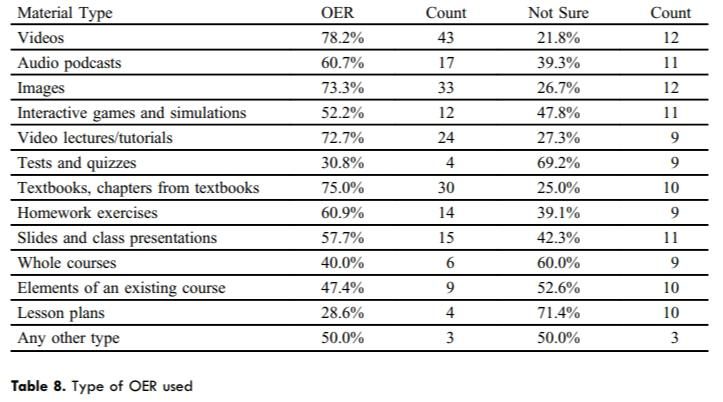 Material Type OER Count Not Sure Count
Videos 78.2% 43 21.8% 12
Audio podcasts 60.7% 17 39.3% 11
Images 73.3% 33 26.7% 12
Interactive games and simulations 52.2% 12 47.8% 11
Video lectures/tutorials 72.7% 24 27.3% 9
Tests and quizzes 30.8% 4 69.2% 9
Textbooks, chapters from textbooks 75.0% 30 25.0% 10
Homework exercises 60.9% 14 39.1% 9
Slides and class presentations 57.7% 15 42.3% 11
Whole courses 40.0% 6 60.0% 9
Elements of an existing course 47.4% 9 52.6% 10
Lesson plans 28.6% 4 71.4% 10
Any other type 50.0% 3 50.0% 3
Table 8. Type of OER used